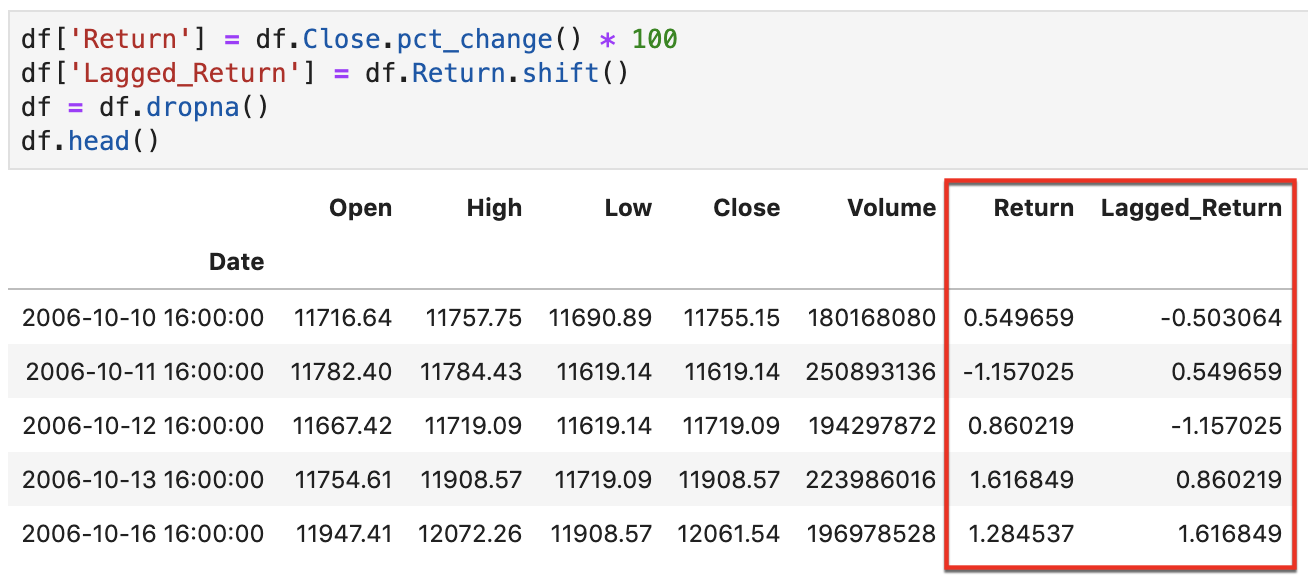 df['Return'] = df.Close.pct_change() * 100
df['Lagged_Return'] = df.Return.shift()
df = df.dropna()
df.head()
Open High Low Close Volume Return Lagged_Return
Date
2006-10-10 16:00:00 11716.64 11757.75 11690.89 11755.15 180168080 0.549659 -0.503064
2006-10-11 16:00:00 11782.40 11784.43 11619.14 11619.14 250893136 -1.157025 0.549659
2006-10-12 16:00:00 11667.42 11719.09 11619.14 11719.09 194297872 0.860219 -1.157025
2006-10-13 16:00:00 11754.61 11908.57 11719.09 11908.57 223986016 1.616849 0.860219
2006-10-16 16:00:00 11947.41 12072.26 11908.57 12061.54 196978528 1.284537 1.616849